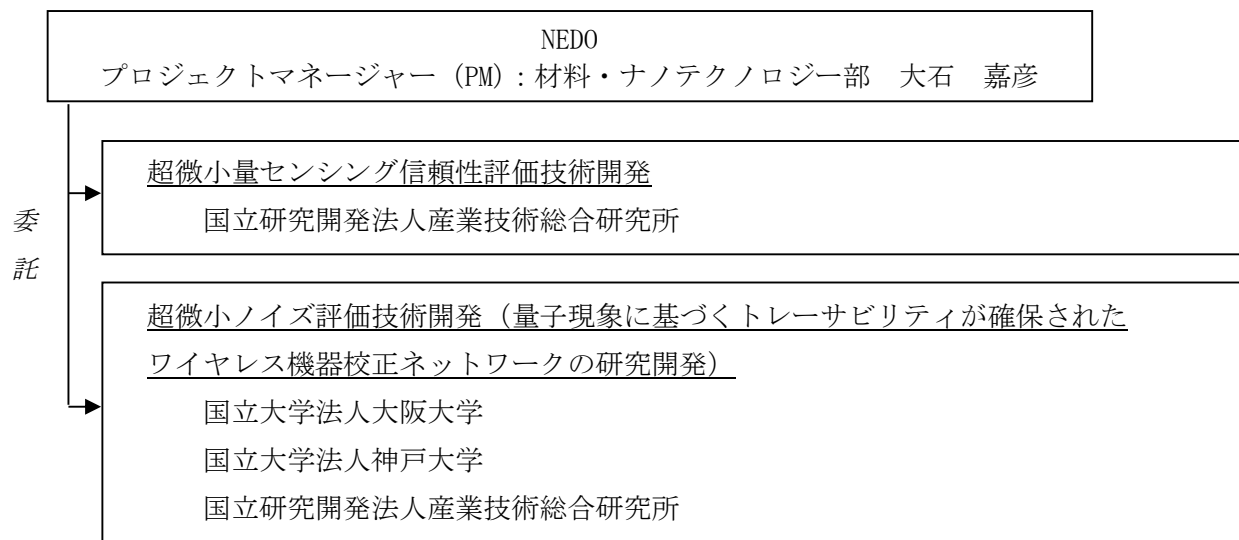 NEDO
プロジェクトマネージャー（PM）：材料・ナノテクノロジー部　大石　嘉彦
委託
超微小量センシング信頼性評価技術開発
国立研究開発法人産業技術総合研究所
超微小ノイズ評価技術開発（量子現象に基づくトレーサビリティが確保された
ワイヤレス機器校正ネットワークの研究開発）
国立大学法人大阪大学
国立大学法人神戸大学
国立研究開発法人産業技術総合研究所